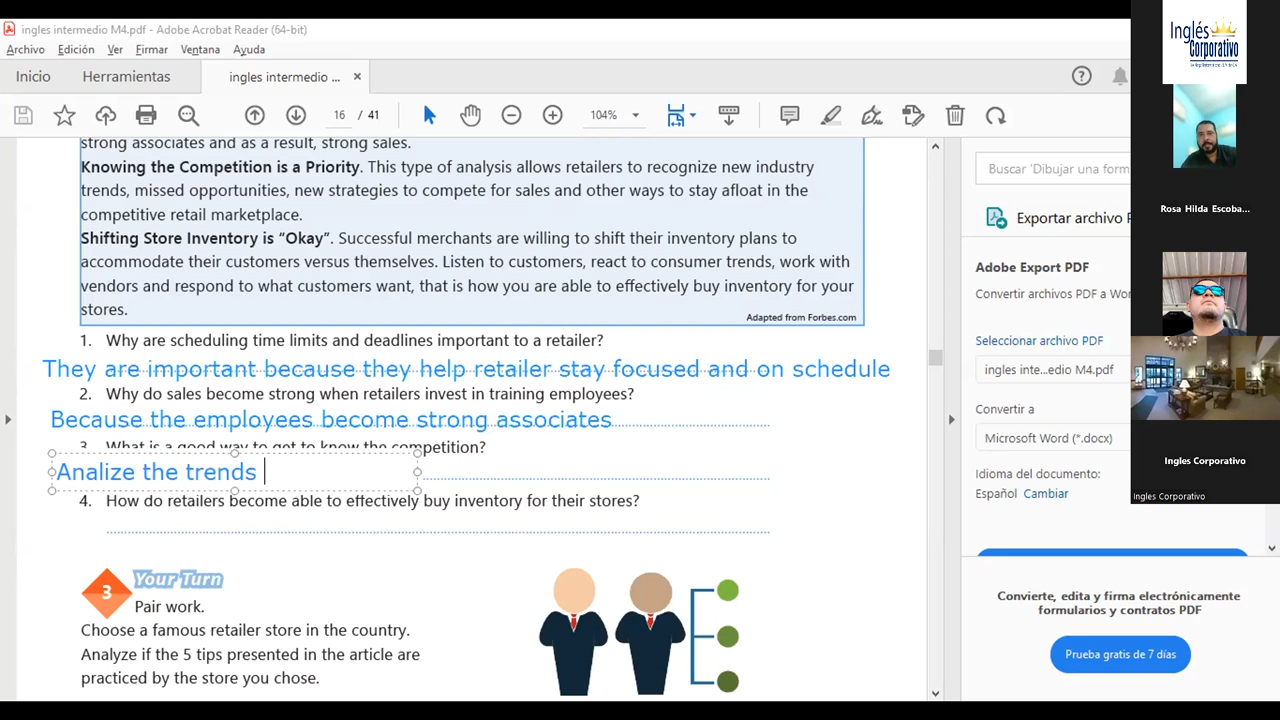 ingles intermedio M4.pdf - Adobe Acrobat Reader (64-bit)
Archivo Edición Ver Firmar Ventana Ayuda
Inicio Herramientas ingles intermedio ... ×
16 / 41 104%
strong associates and as a result, strong sales.
Knowing the Competition is a Priority. This type of analysis allows retailers to recognize new industry
trends, missed opportunities, new strategies to compete for sales and other ways to stay afloat in the
competitive retail marketplace.
Shifting Store Inventory is “Okay”. Successful merchants are willing to shift their inventory plans to
accommodate their customers versus themselves. Listen to customers, react to consumer trends, work with
vendors and respond to what customers want, that is how you are able to effectively buy inventory for your
stores.
Adapted from Forbes.com
1. Why are scheduling time limits and deadlines important to a retailer?
They are important because they help retailer stay focused and on schedule
2. Why do sales become strong when retailers invest in training employees?
Because the employees become strong associates
3. What is a good way to get to know the competition?
Analize the trends
4. How do retailers become able to effectively buy inventory for their stores?
3 Your Turn
Pair work.
Choose a famous retailer store in the country.
Analyze if the 5 tips presented in the article are
practiced by the store you chose.
Buscar 'Dibujar una form
Exportar archivo P
Adobe Export PDF
Convertir archivos PDF a Wor
Seleccionar archivo PDF
ingles inte...edio M4.pdf
Convertir a
Microsoft Word (*.docx)
Idioma del documento:
Español Cambiar
Convierte, edita y firma electrónicamente
formularios y contratos PDF
Prueba gratis de 7 días
Inglés
Corporativo
Rosa Hilda Escoba...
Ingles Corporativo
Ingles Corporativo